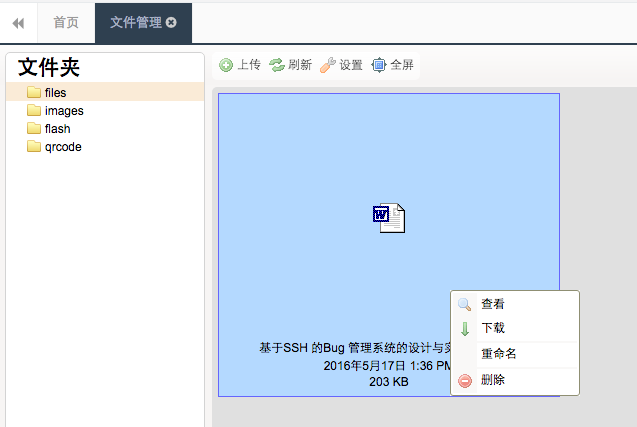 首页
文件管理
文件夹
files
images
flash
qrcode
上传
刷新
设置
全屏
基于SSH 的Bug 管理系统的设计与
2016年5月17日 1:36 PM
203 KB
查看
下载
重命名
删除